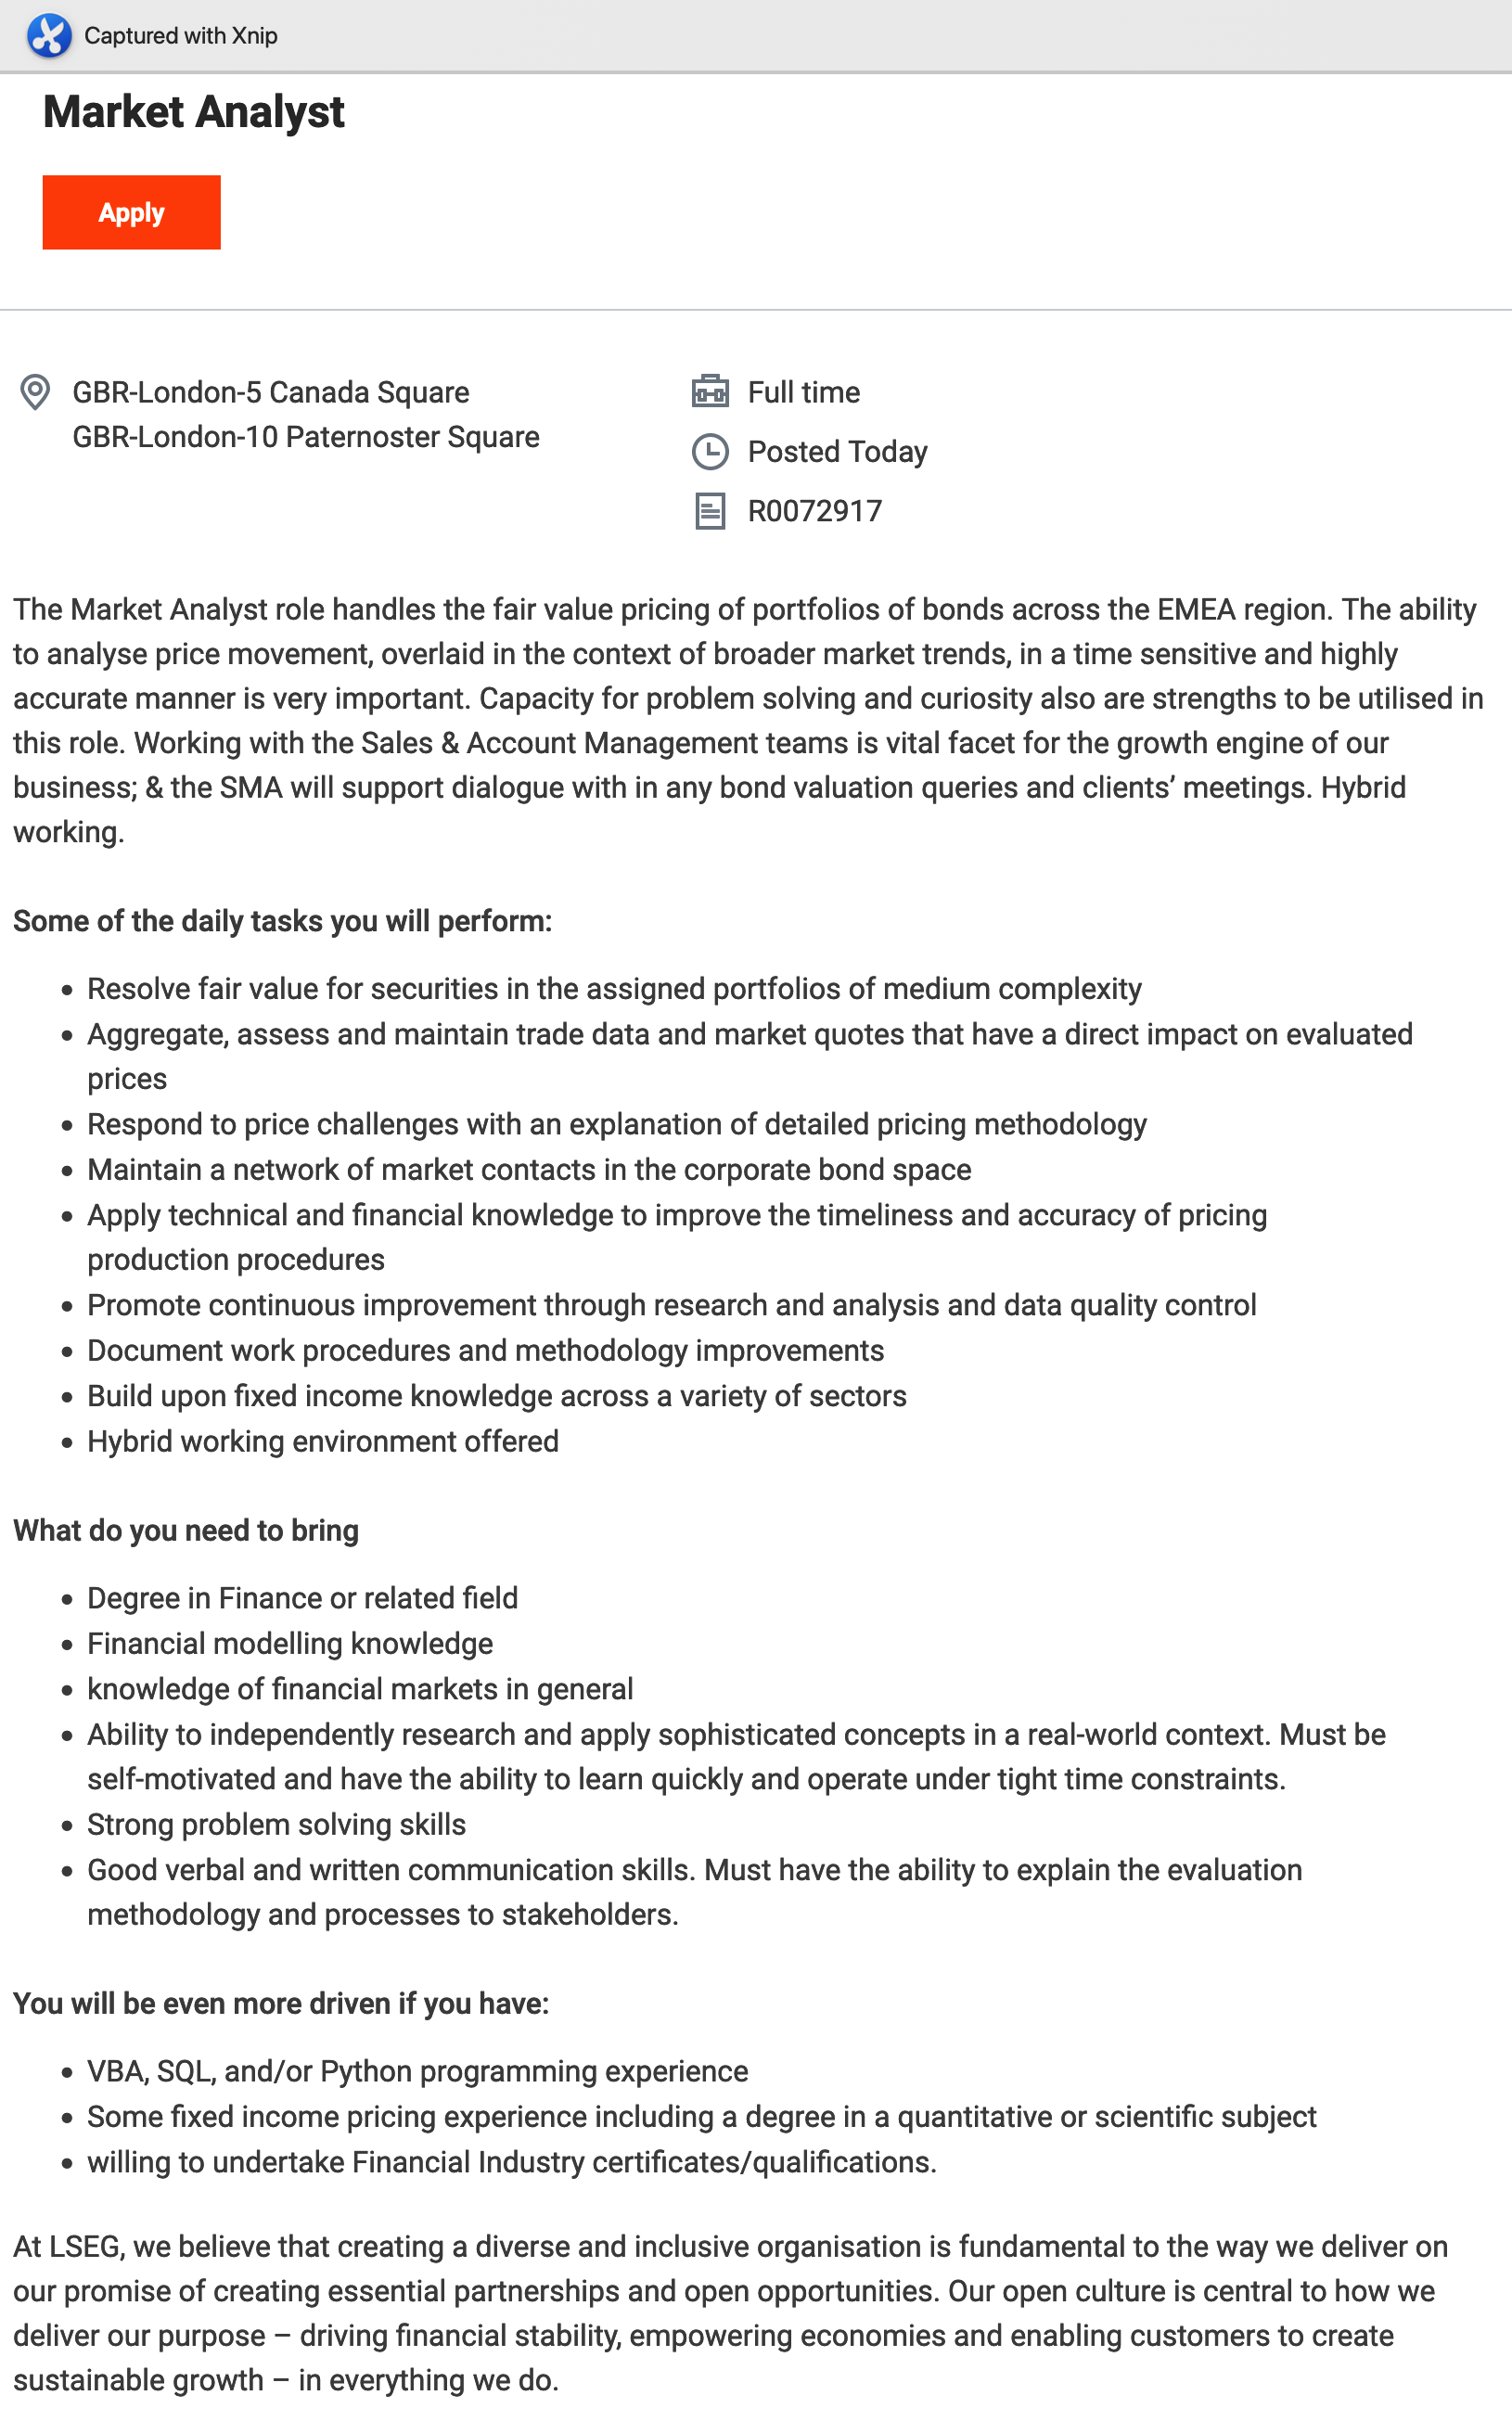 Captured with Xnip
Market Analyst
Apply
GBR-London-5 Canada Square
GBR-London-10 Paternoster Square
Full time
Posted Today
R0072917
The Market Analyst role handles the fair value pricing of portfolios of bonds across the EMEA region. The ability
to analyse price movement, overlaid in the context of broader market trends, in a time sensitive and highly
accurate manner is very important. Capacity for problem solving and curiosity also are strengths to be utilised in
this role. Working with the Sales & Account Management teams is vital facet for the growth engine of our
business; & the SMA will support dialogue with in any bond valuation queries and clients’ meetings. Hybrid
working.
Some of the daily tasks you will perform:
• Resolve fair value for securities in the assigned portfolios of medium complexity
• Aggregate, assess and maintain trade data and market quotes that have a direct impact on evaluated
prices
• Respond to price challenges with an explanation of detailed pricing methodology
• Maintain a network of market contacts in the corporate bond space
• Apply technical and financial knowledge to improve the timeliness and accuracy of pricing
production procedures
• Promote continuous improvement through research and analysis and data quality control
• Document work procedures and methodology improvements
• Build upon fixed income knowledge across a variety of sectors
• Hybrid working environment offered
What do you need to bring
• Degree in Finance or related field
• Financial modelling knowledge
• knowledge of financial markets in general
• Ability to independently research and apply sophisticated concepts in a real-world context. Must be
self-motivated and have the ability to learn quickly and operate under tight time constraints.
• Strong problem solving skills
• Good verbal and written communication skills. Must have the ability to explain the evaluation
methodology and processes to stakeholders.
You will be even more driven if you have:
• VBA, SQL, and/or Python programming experience
• Some fixed income pricing experience including a degree in a quantitative or scientific subject
• willing to undertake Financial Industry certificates/qualifications.
At LSEG, we believe that creating a diverse and inclusive organisation is fundamental to the way we deliver on
our promise of creating essential partnerships and open opportunities. Our open culture is central to how we
deliver our purpose – driving financial stability, empowering economies and enabling customers to create
sustainable growth – in everything we do.